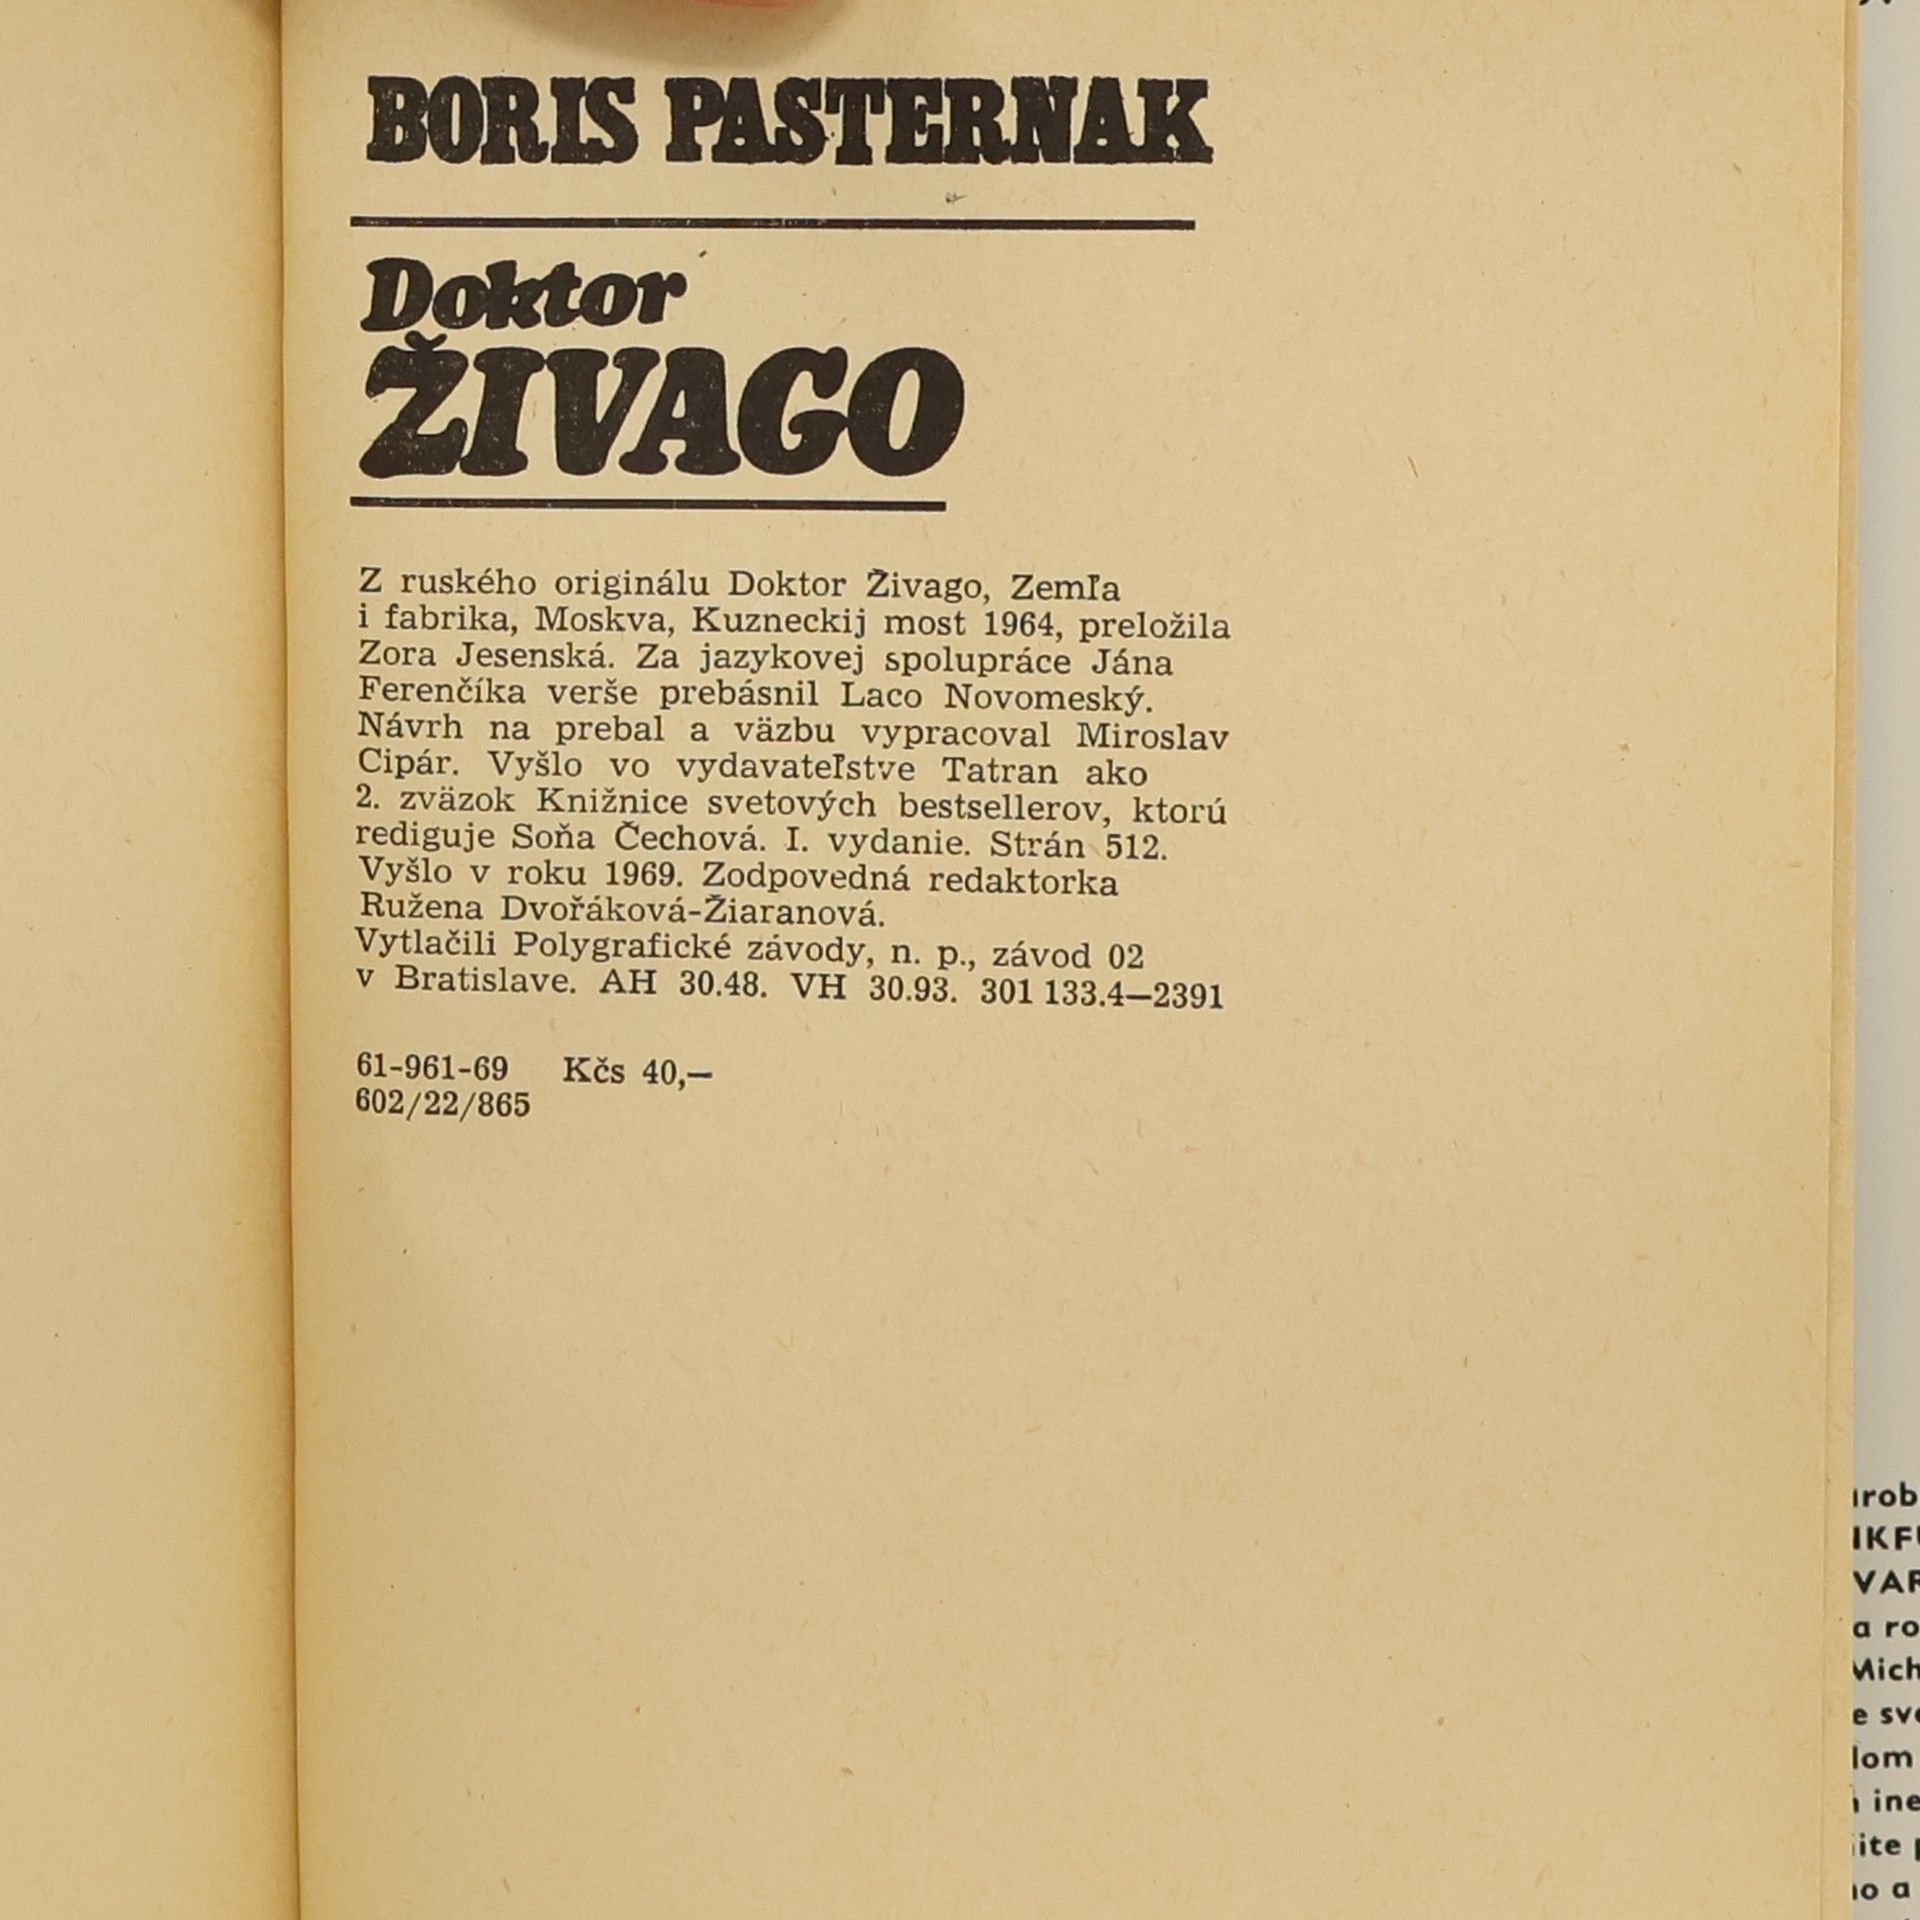 BORIS PASTERNAK
Doktor
ŽIVAGO
Z ruského originálu Doktor Živago, Zemľa
i fabrika, Moskva, Kuzneckij most 1964, preložila
Zora Jesenská. Za jazykovej spolupráce Jána
Ferenčíka verše prebásnil Laco Novomeský.
Návrh na prebal a väzbu vypracoval Miroslav
Cipár. Vyšlo vo vydavateľstve Tatran ako
2. zväzok Knižnice svetových bestsellerov, ktorú
rediguje Soňa Čechová. I. vydanie. Strán 512.
Vyšlo v roku 1969. Zodpovedná redaktorka
Ružena Dvořáková-Žiaranová.
Vytlačili Polygrafické závody, n. p., závod 02
v Bratislave. AH 30.48. VH 30.93. 301 133.4—2391
61-961-69 Kčs 40,—
602/22/865
a ro